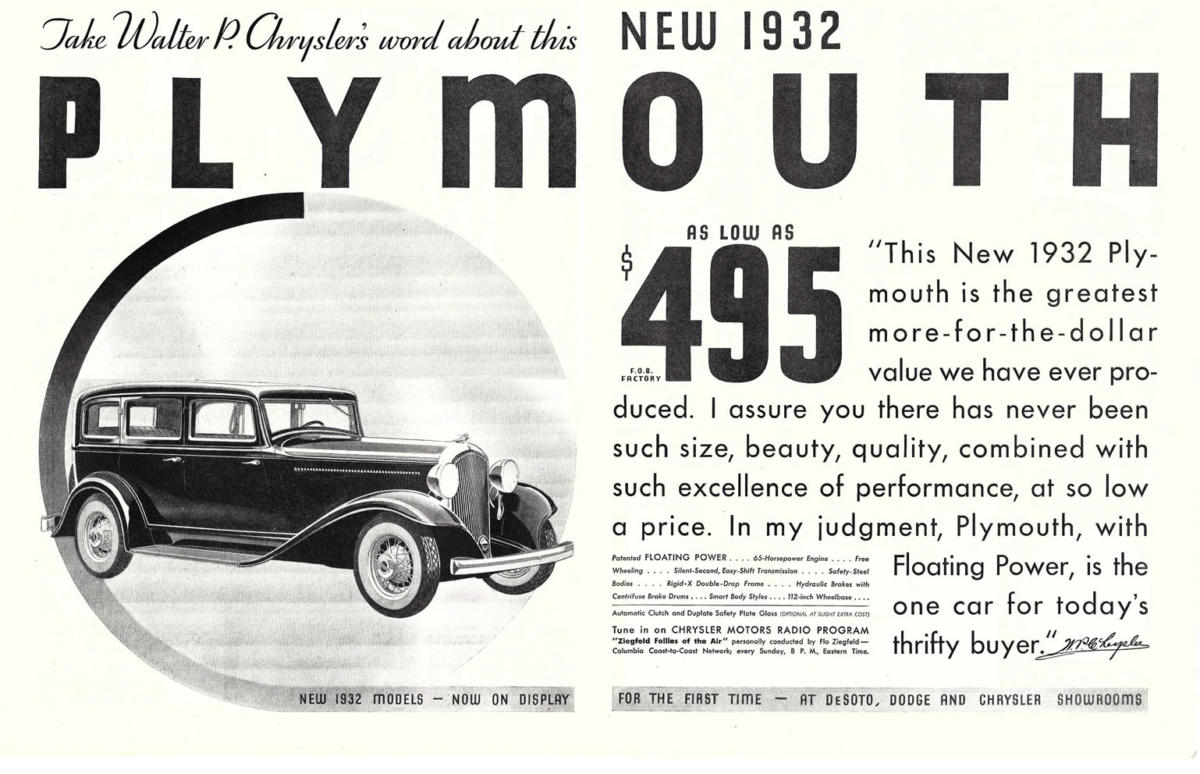 Take Walter P. Chrysler's word about this
NEW 1932
PLYMOUTH
AS LOW AS
$495
F.O.B.
FACTORY
"This New 1932 Ply-
mouth is the greatest
more-for-the-dollar
value we have ever pro-
duced. I assure you there has never been
such size, beauty, quality, combined with
such excellence of performance, at so low
a price. In my judgment, Plymouth, with
Floating Power, is the
one car for today's
thrifty buyer."
W.P. Chrysler
Patented FLOATING POWER . . . . 65-Horsepower Engine . . . . Free
Wheeling . . . . Silent-Second, Easy-Shift Transmission . . . . Safety-Steel
Bodies . . . . Rigid-X Double-Drop Frame . . . . Hydraulic Brakes with
Centrifuse Brake Drums . . . . Smart Body Styles . . . . 112-inch Wheelbase . . . .
Automatic Clutch and Duplate Safety Plate Glass (OPTIONAL AT SLIGHT EXTRA COST)
Tune in on CHRYSLER MOTORS RADIO PROGRAM
"Ziegfeld Follies of the Air" personally conducted by Flo Ziegfeld—
Columbia Coast-to-Coast Network; every Sunday, 8 P. M., Eastern Time.
NEW 1932 MODELS — NOW ON DISPLAY
FOR THE FIRST TIME — AT DESOTO, DODGE AND CHRYSLER SHOWROOMS